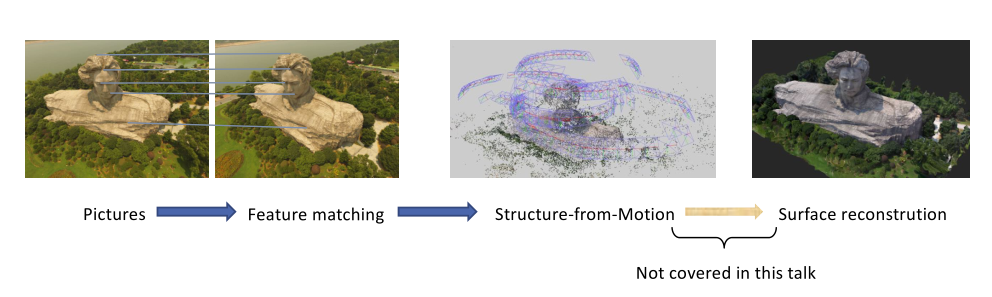 Pictures
Feature matching
Structure-from-Motion
Surface reconstrution
Not covered in this talk